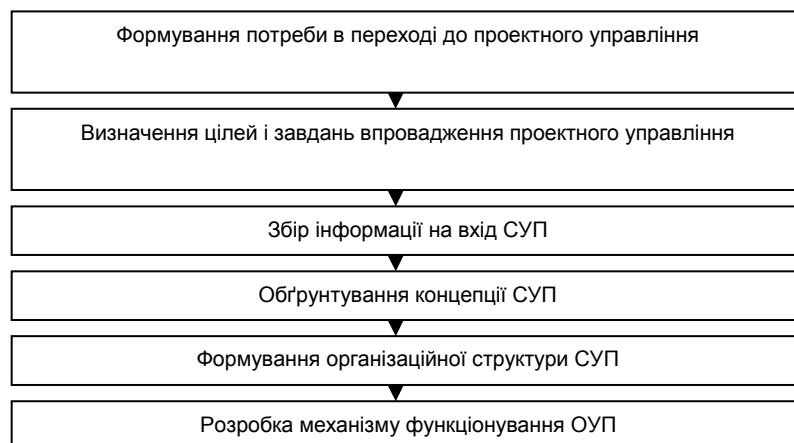 Формування потреби в переході до проектного управління
Визначення цілей і завдань впровадження проектного управління
Збір інформації на вхід СУП
Обґрунтування концепції СУП
Формування організаційної структури СУП
Розробка механізму функціонування ОУП